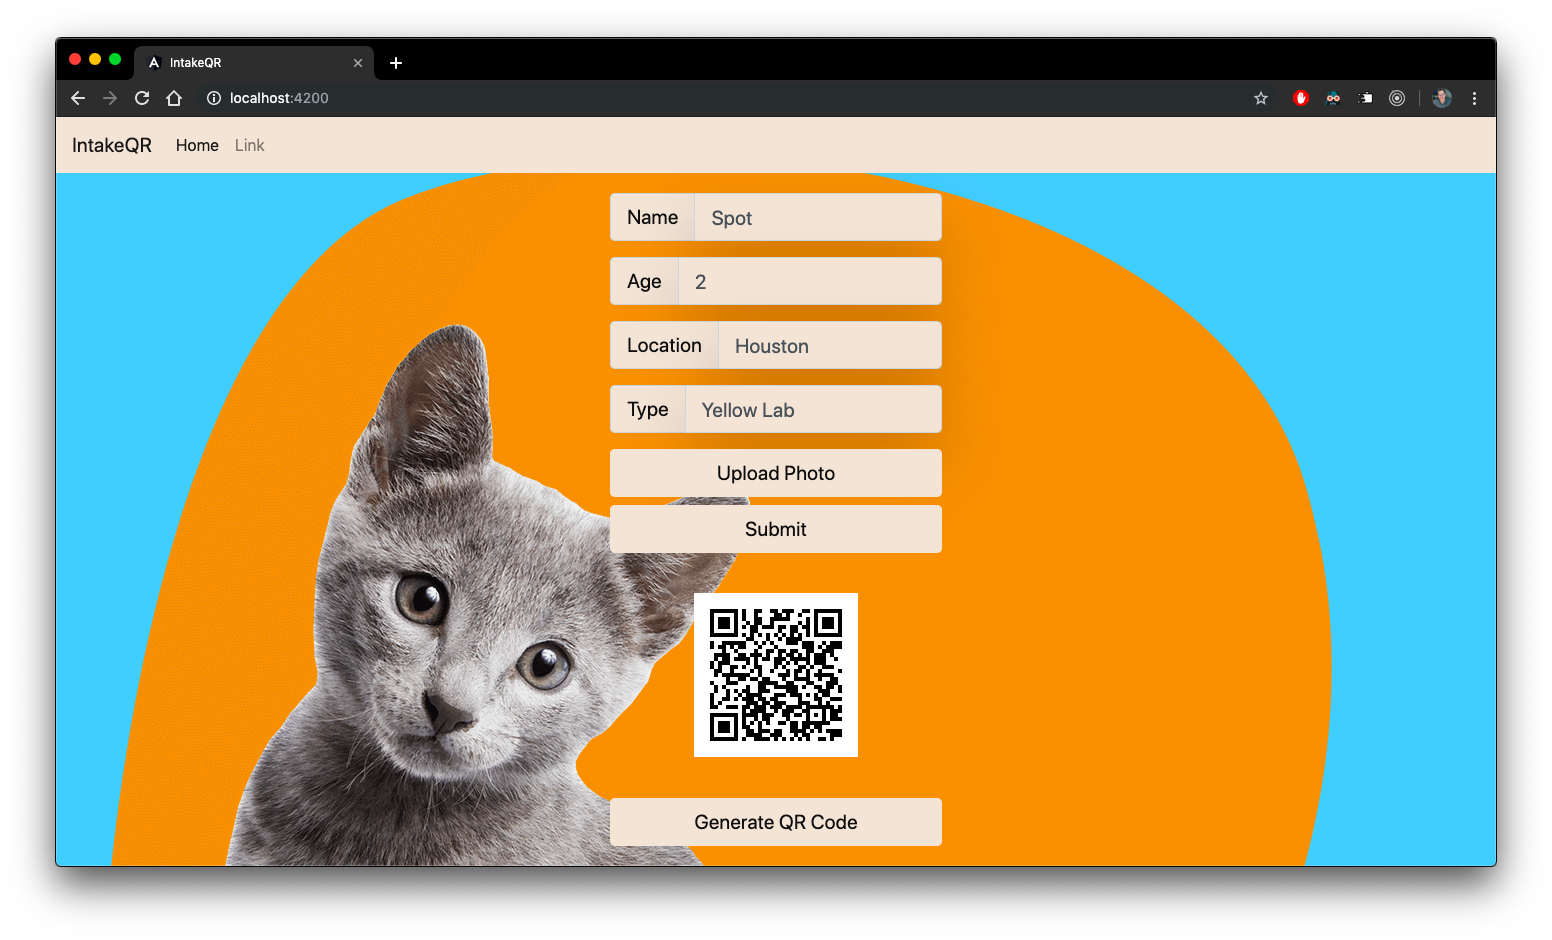 IntakeQR
localhost:4200
IntakeQR Home Link
Name Spot
Age 2
Location Houston
Type Yellow Lab
Upload Photo
Submit
Generate QR Code